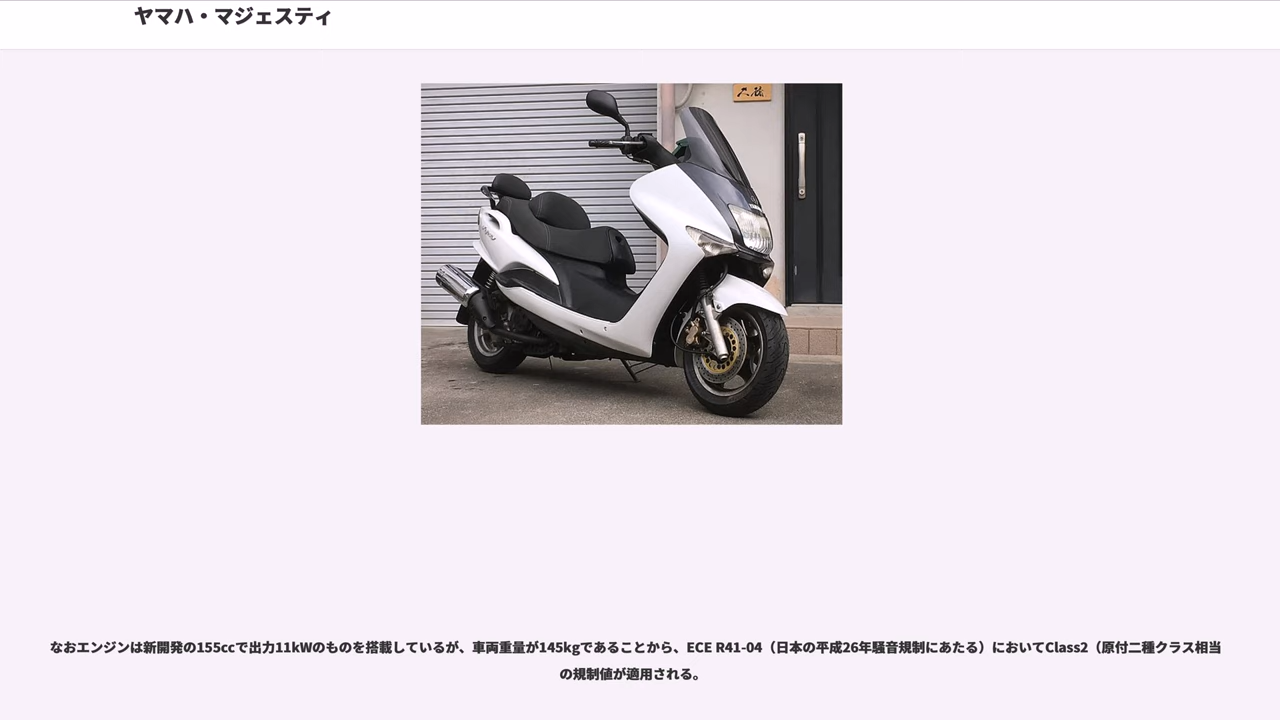 ヤマハ・マジェスティ
なおエンジンは新開発の155ccで出力11kWのものを搭載しているが、車両重量が145kgであることから、ECE R41-04（日本の平成26年騒音規制にあたる）においてClass2（原付二種クラス相当
の規制値が適用される。